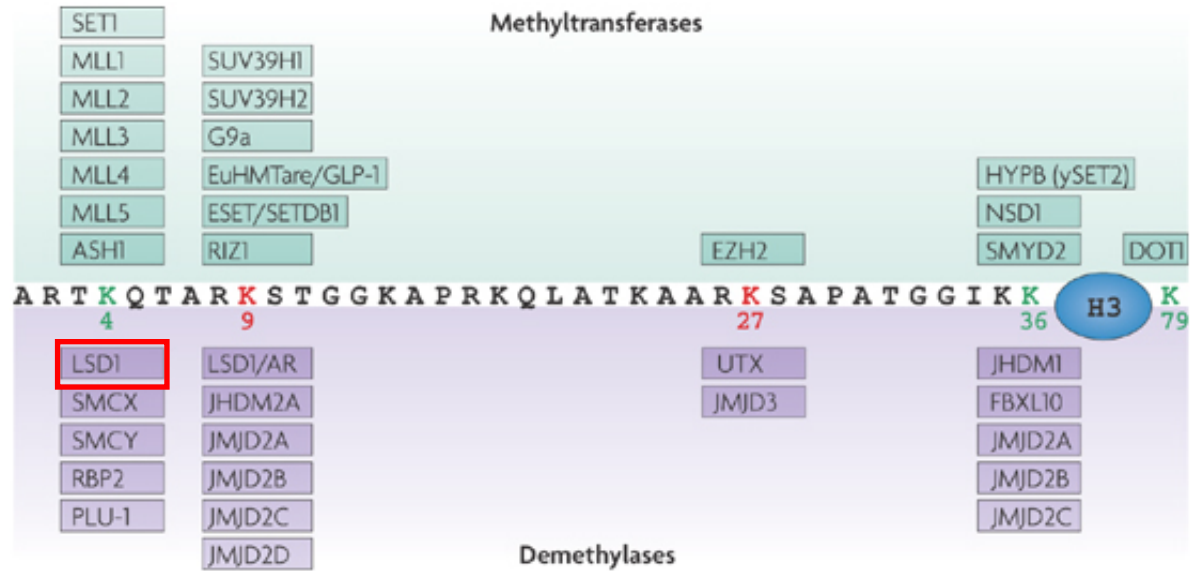 Methyltransferases
SET1
MLL1 SUV39H1
MLL2 SUV39H2
MLL3 G9a
MLL4 EuHMTare/GLP-1 HYPB (ySET2)
MLL5 ESET/SETDB1 NSD1
ASH1 RIZ1 EZH2 SMYD2 DOT1
A R T K Q T A R K S T G G K A P R K Q L A T K A A R K S A P A T G G I K K H3 K
4 9 27 36 79
LSD1 LSD1/AR UTX JHDM1
SMCX JHDM2A JMJD3 FBXL10
SMCY JMJD2A JMJD2A
RBP2 JMJD2B JMJD2B
PLU-1 JMJD2C JMJD2C
JMJD2D
Demethylases